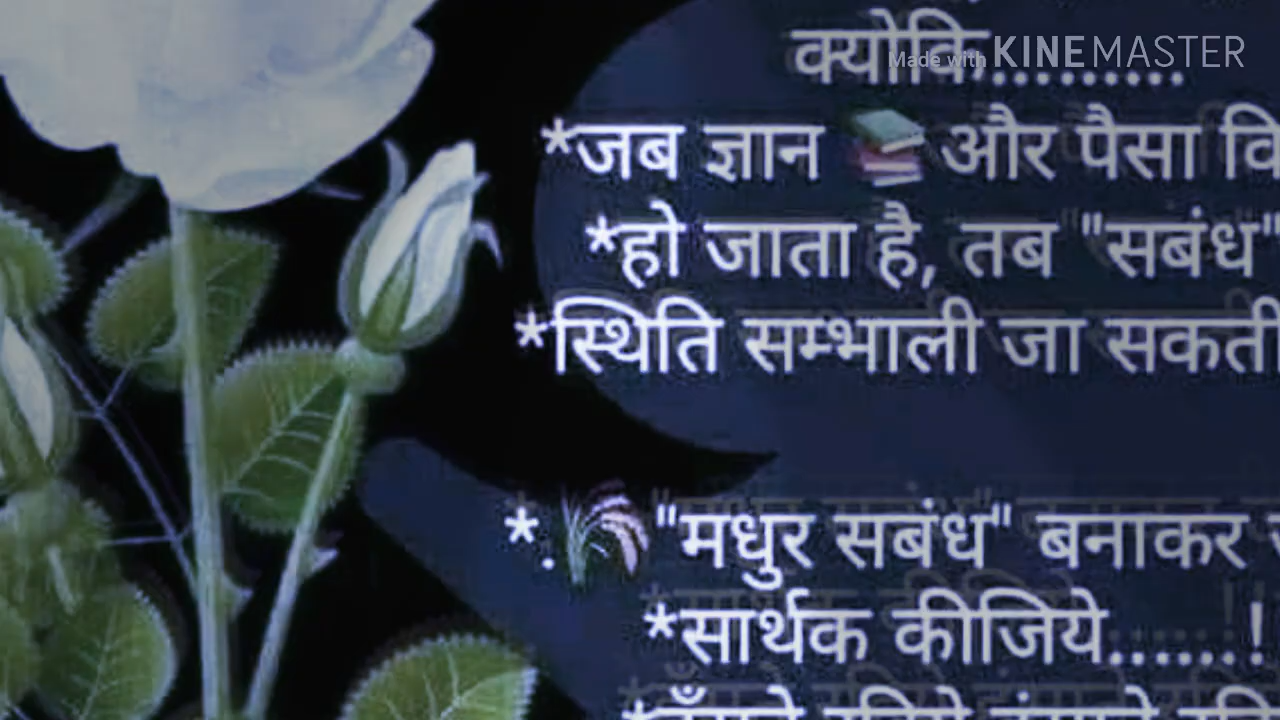 क्योकि.........
Made with KINEMASTER
*जब ज्ञान 📚 और पैसा
*हो जाता है, तब "सबंध"
*स्थिति सम्भाली जा सकती
*.🌾"मधुर सबंध" बनाकर
*सार्थक कीजिये......!